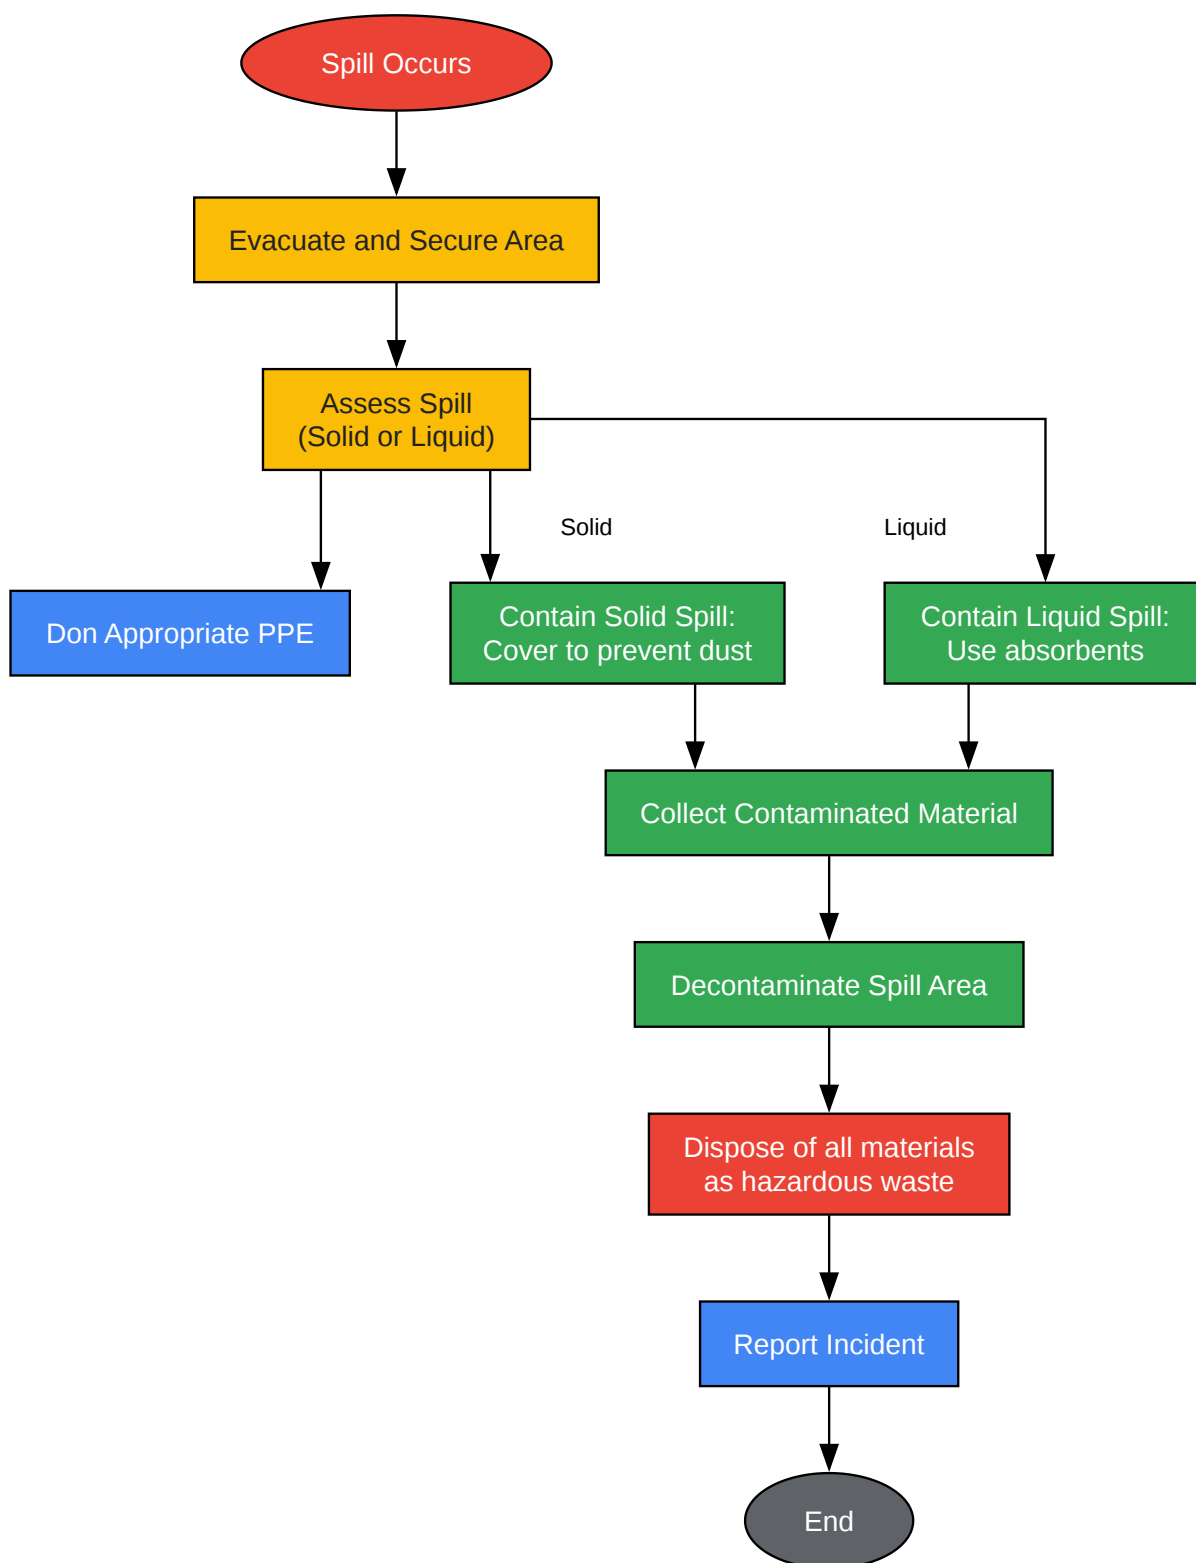 Spill Occurs
Evacuate and Secure Area
Assess Spill
(Solid or Liquid)
Solid
Liquid
Don Appropriate PPE
Contain Solid Spill:
Cover to prevent dust
Contain Liquid Spill:
Use absorbents
Collect Contaminated Material
Decontaminate Spill Area
Dispose of all materials
as hazardous waste
Report Incident
End